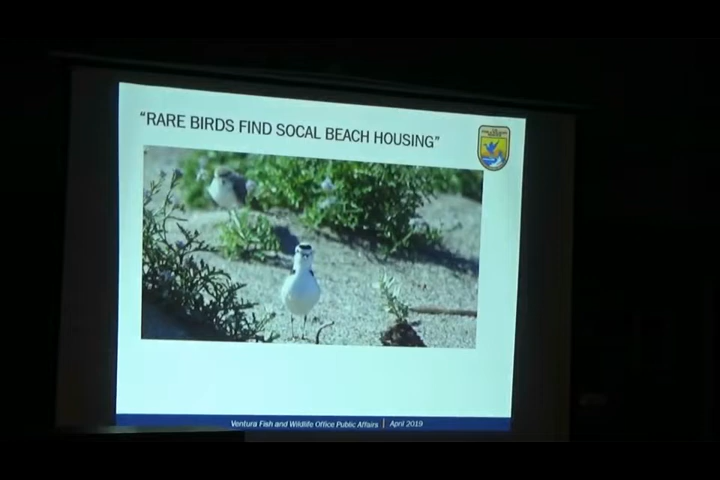 “RARE BIRDS FIND SOCAL BEACH HOUSING”
Ventura Fish and Wildlife Office Public Affairs | April 2019